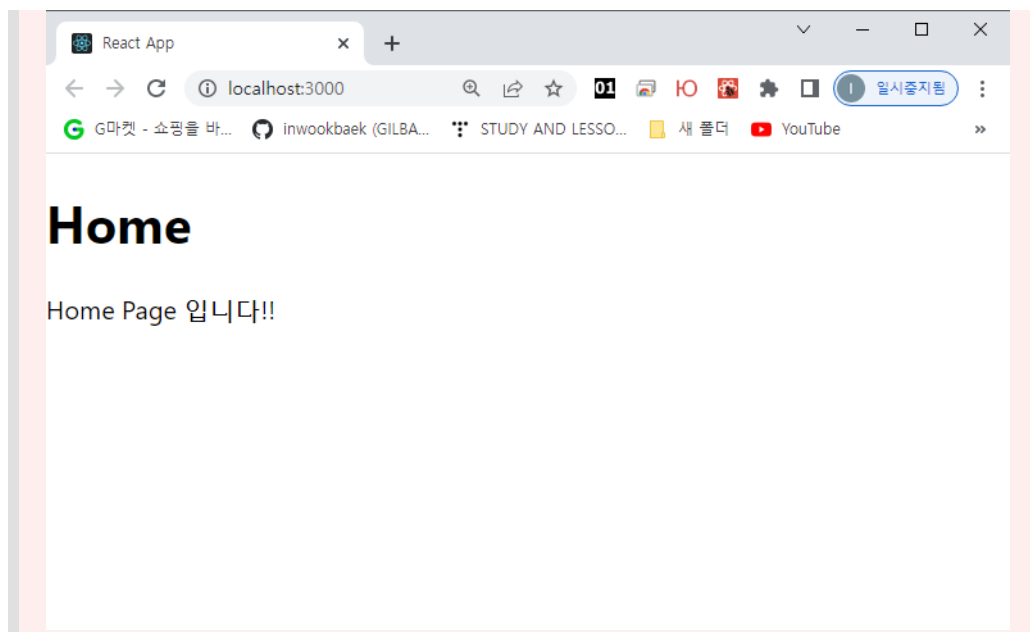 React App
localhost:3000
01
Ю
I 일시중지됨
G마켓 - 쇼핑을 바...
inwookbaek (GILBA...
STUDY AND LESSO...
새 폴더
YouTube
»
Home
Home Page 입니다!!